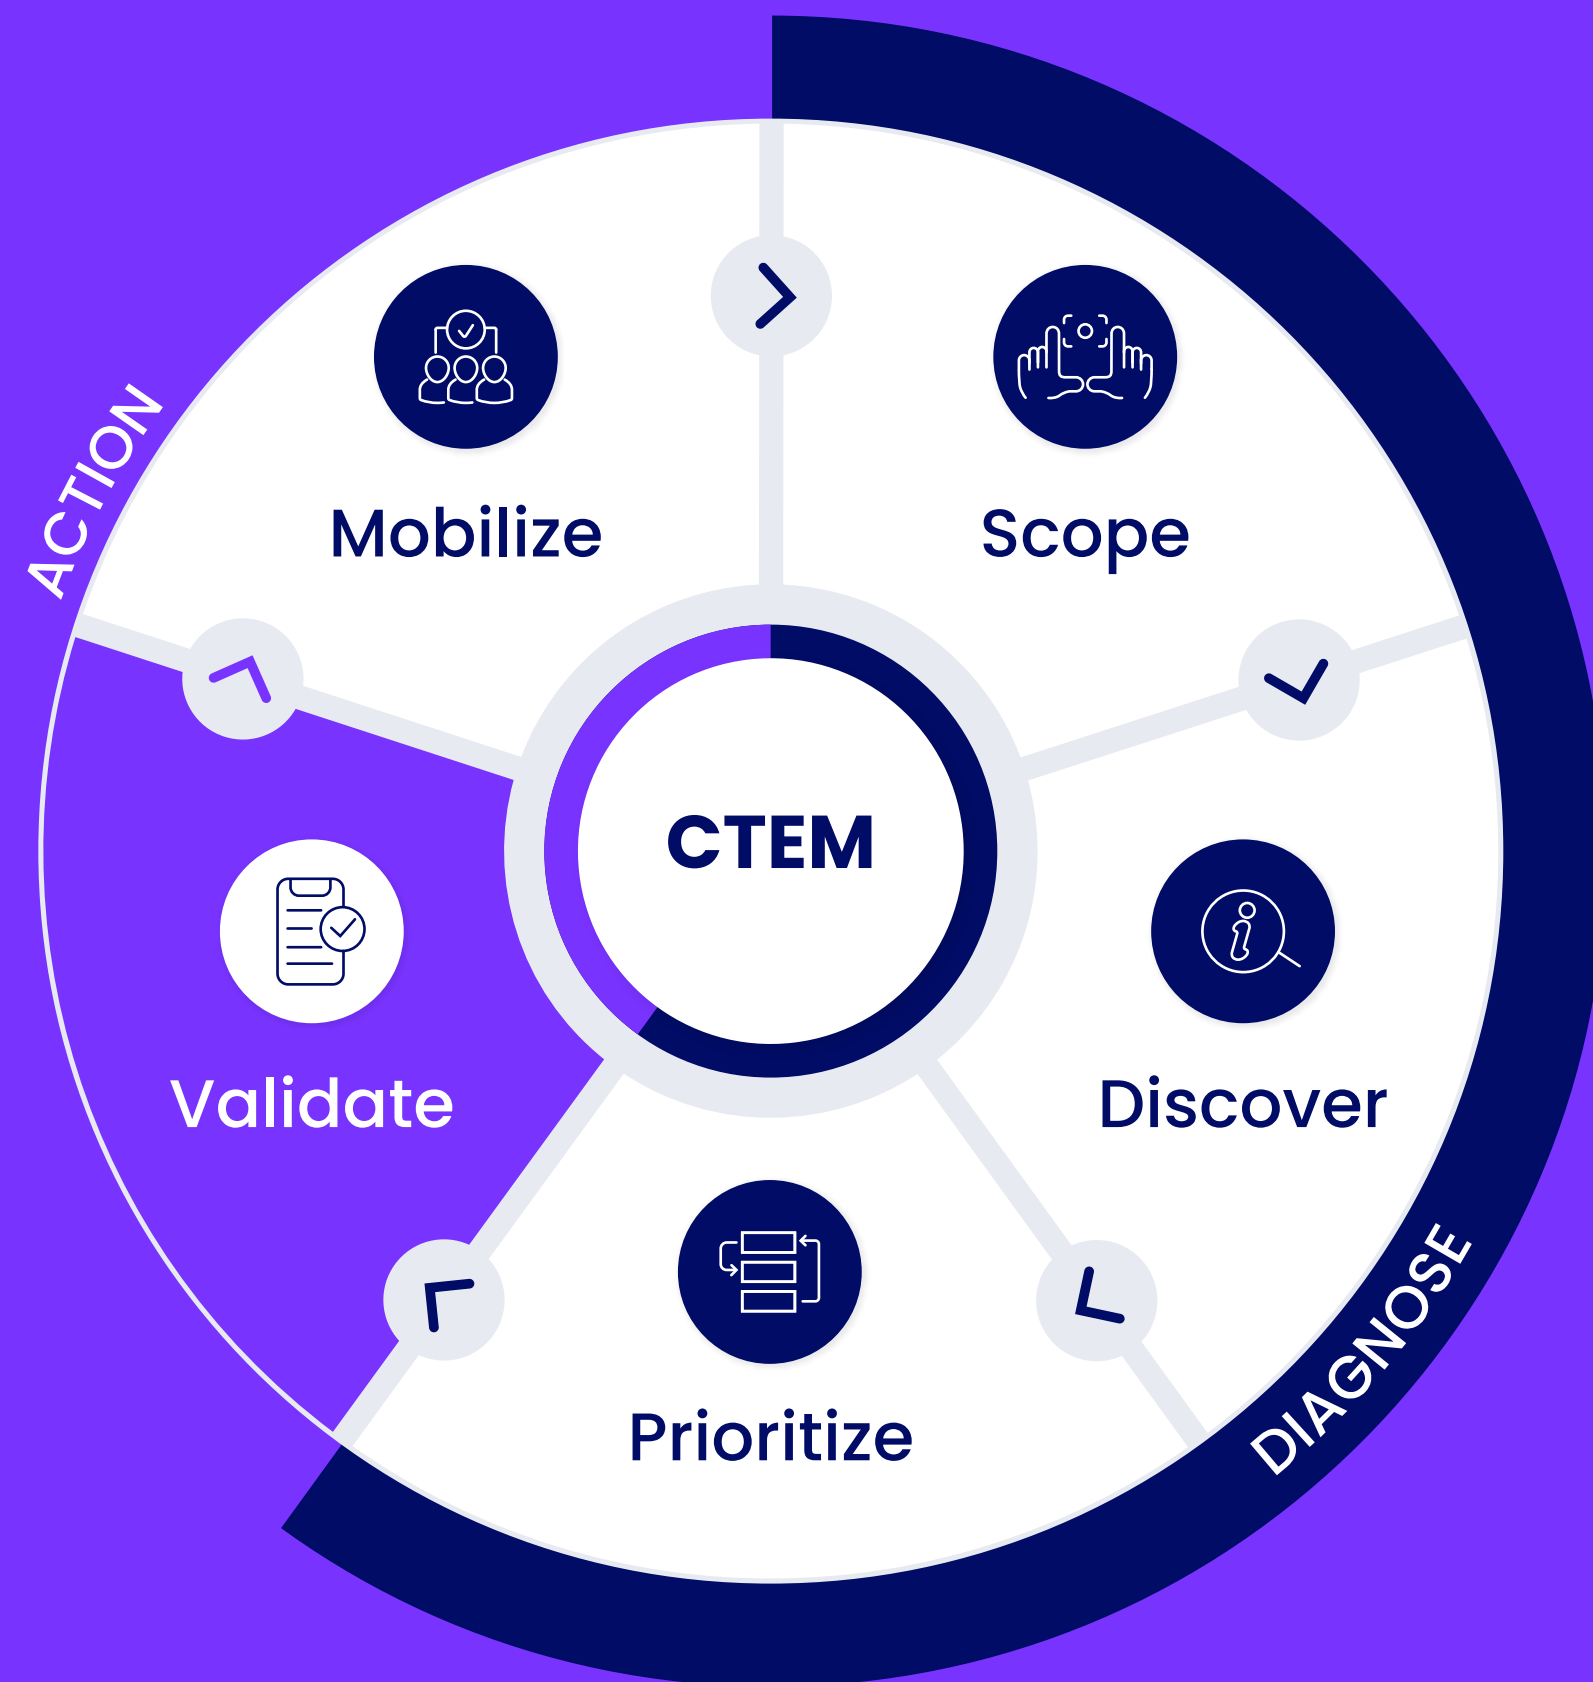 ACTION
Mobilize
Scope
CTEM
Validate
Discover
Prioritize
DIAGNOSE